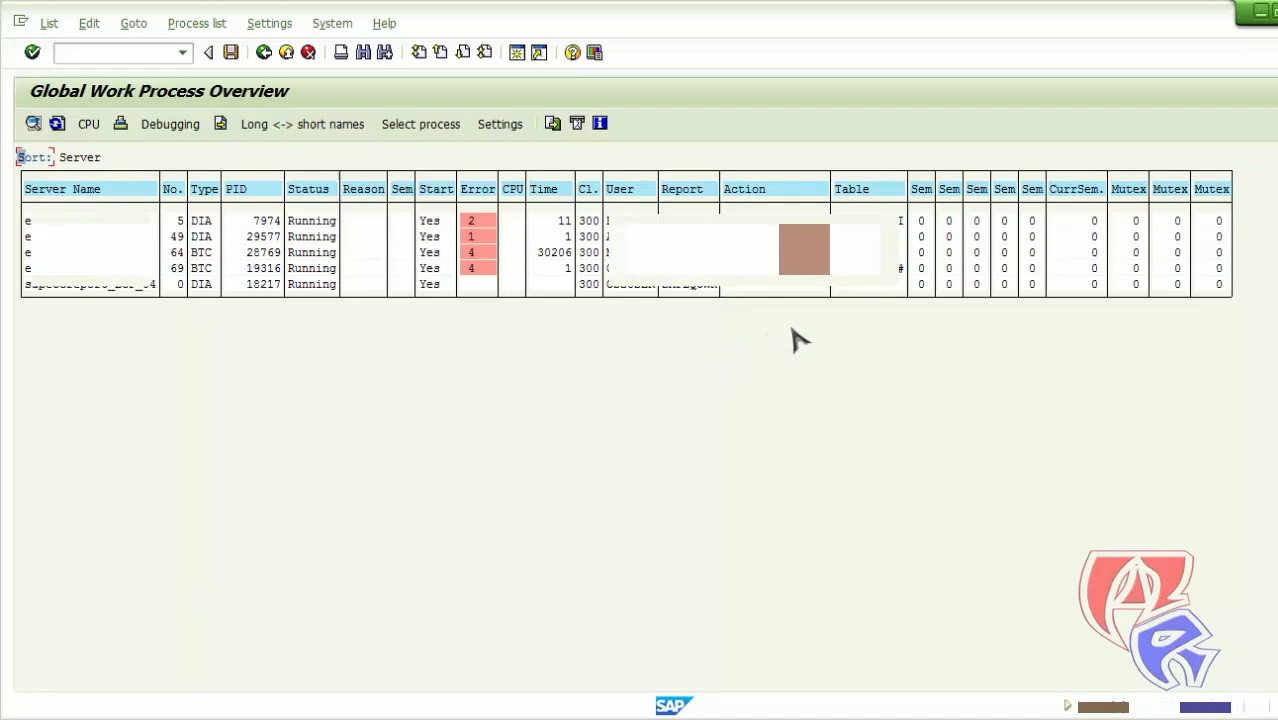 List Edit Goto Process list Settings System Help
Global Work Process Overview
CPU Debugging Long <-> short names Select process Settings
Sort: Server
Server Name No. Type PID Status Reason Sem Start Error CPU Time Cl. User Report Action Table Sem Sem Sem Sem Sem CurrSem. Mutex Mutex Mutex
e 5 DIA 7974 Running Yes 2 11 300 I 0 0 0 0 0 0 0 0 0
e 49 DIA 29577 Running Yes 1 1 300 0 0 0 0 0 0 0 0 0
e 64 BTC 28769 Running Yes 4 30206 300 0 0 0 0 0 0 0 0 0
e 69 BTC 19316 Running Yes 4 1 300 # 0 0 0 0 0 0 0 0 0
0 DIA 18217 Running Yes 300 0 0 0 0 0 0 0 0 0
SAP